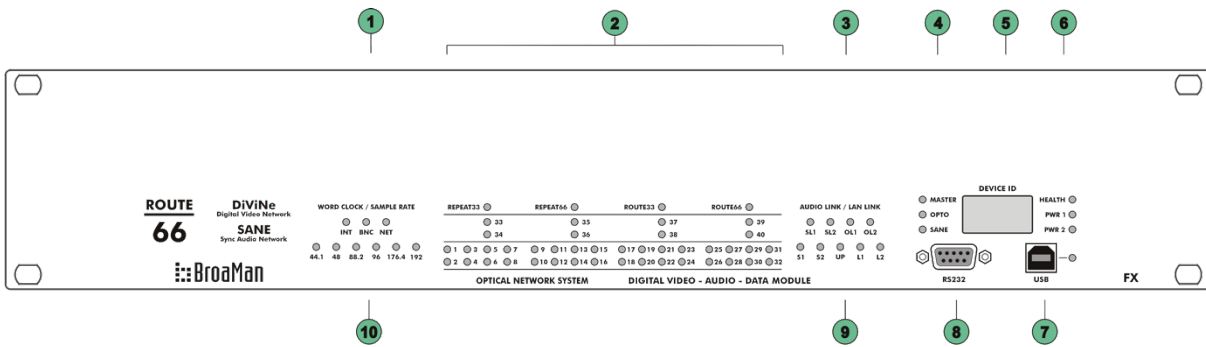 1 2 3 4 5 6
DEVICE ID
ROUTE 66
DiViNe
Digital Video Network
SANE
Sync Audio Network
BroaMan
WORD CLOCK / SAMPLE RATE
INT BNC NET
44.1 48 88.2 96 176.4 192
REPEAT33 REPEAT66 ROUTE33 ROUTE66
33 35 37 39
34 36 38 40
1 3 5 7 9 11 13 15 17 19 21 23 25 27 29 31
2 4 6 8 10 12 14 16 18 20 22 24 26 28 30 32
OPTICAL NETWORK SYSTEM DIGITAL VIDEO - AUDIO - DATA MODULE
AUDIO LINK / LAN LINK
SL1 SL2 OL1 OL2
S1 S2 UP L1 L2
MASTER
OPTO
SANE
RS232
HEALTH
PWR 1
PWR 2
USB
FX
10 9 8 7